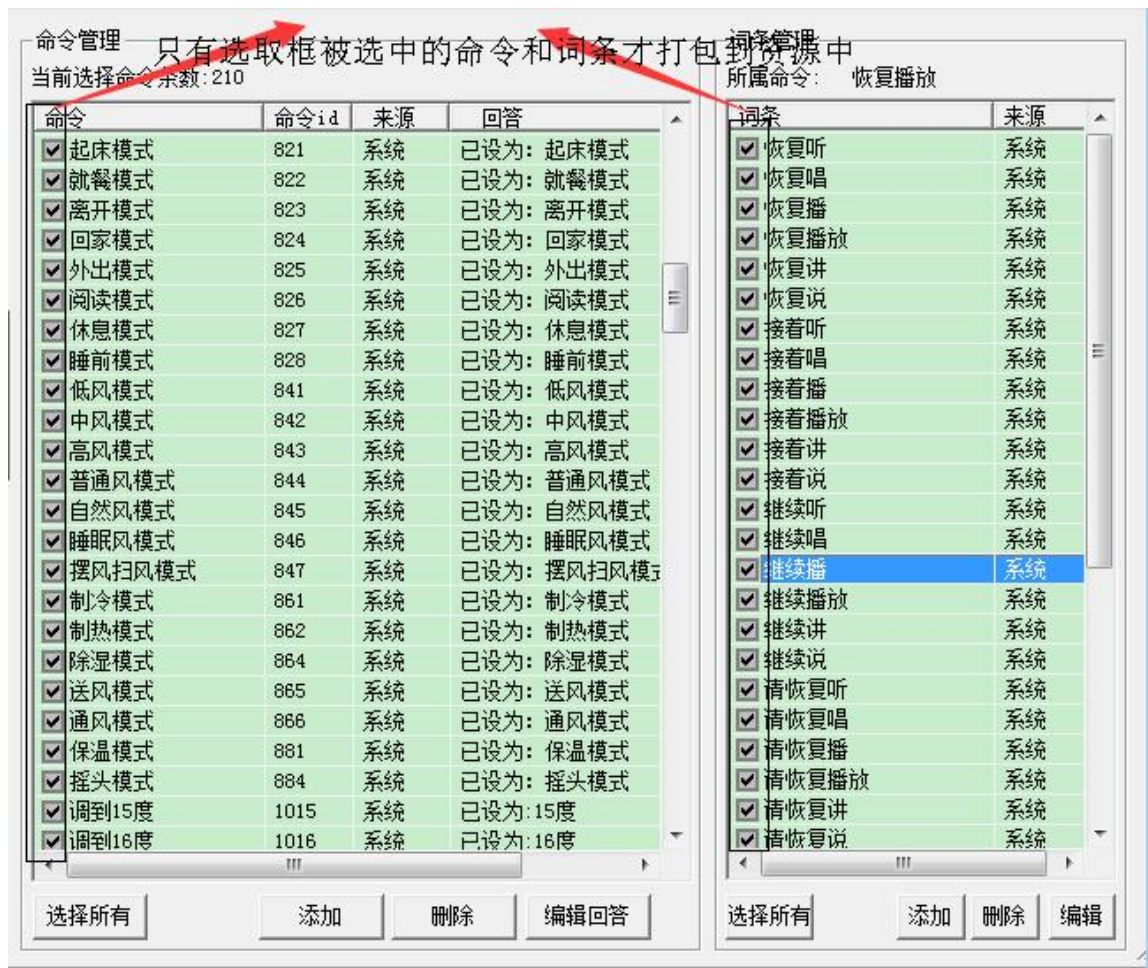 命令管理
只有选取框被选中的命令和词条才打包到资源中
当前选择命令条数:210
命令 命令id 来源 回答
起床模式 821 系统 已设为: 起床模式
就餐模式 822 系统 已设为: 就餐模式
离开模式 823 系统 已设为: 离开模式
回家模式 824 系统 已设为: 回家模式
外出模式 825 系统 已设为: 外出模式
阅读模式 826 系统 已设为: 阅读模式
休息模式 827 系统 已设为: 休息模式
睡前模式 828 系统 已设为: 睡前模式
低风模式 841 系统 已设为: 低风模式
中风模式 842 系统 已设为: 中风模式
高风模式 843 系统 已设为: 高风模式
普通风模式 844 系统 已设为: 普通风模式
自然风模式 845 系统 已设为: 自然风模式
睡眠风模式 846 系统 已设为: 睡眠风模式
摆风扫风模式 847 系统 已设为: 摆风扫风模
制冷模式 861 系统 已设为: 制冷模式
制热模式 862 系统 已设为: 制热模式
除湿模式 864 系统 已设为: 除湿模式
送风模式 865 系统 已设为: 送风模式
通风模式 866 系统 已设为: 通风模式
保温模式 881 系统 已设为: 保温模式
摇头模式 884 系统 已设为: 摇头模式
调到15度 1015 系统 已设为:15度
调到16度 1016 系统 已设为:16度
选择所有 添加 删除 编辑回答
词条管理
所属命令: 恢复播放
词条 来源
恢复听 系统
恢复唱 系统
恢复播 系统
恢复播放 系统
恢复讲 系统
恢复说 系统
接着听 系统
接着唱 系统
接着播 系统
接着播放 系统
接着讲 系统
接着说 系统
继续听 系统
继续唱 系统
继续播 系统
继续播放 系统
继续讲 系统
继续说 系统
请恢复听 系统
请恢复唱 系统
请恢复播 系统
请恢复播放 系统
请恢复讲 系统
请恢复说 系统
选择所有 添加 删除 编辑